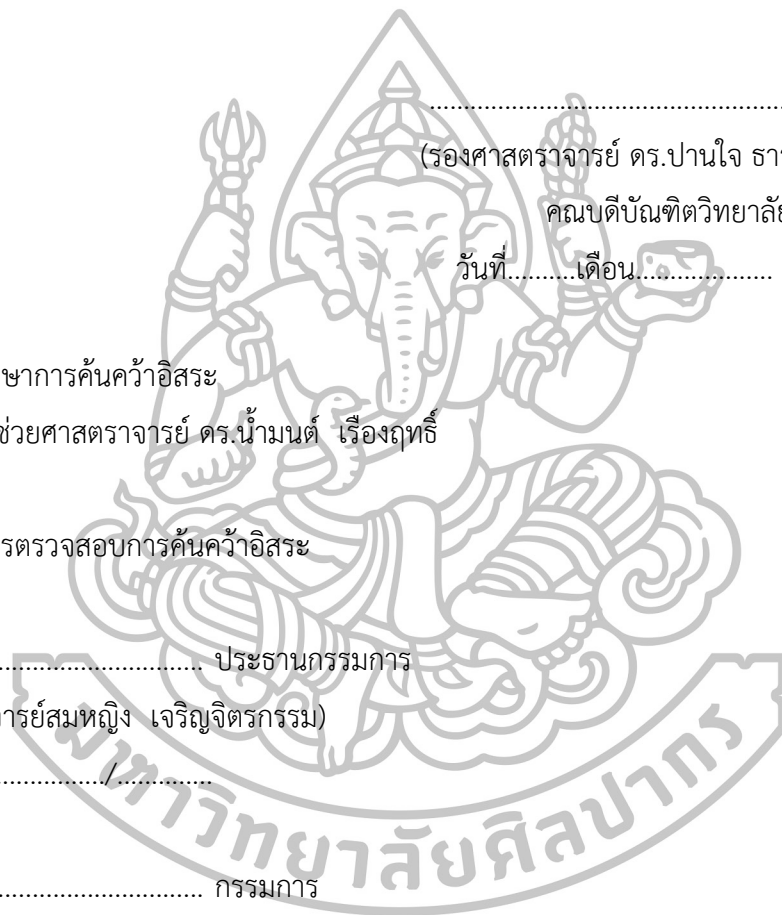 ................................................
(รองศาสตราจารย์ ดร.ปานใจ
คณบดีบัณฑิตวิทยาลัย
วันที่..........เดือน....................
ษาการค้นคว้าอิสระ
ช่วยศาสตราจารย์ ดร.น้ำมนต์ เรืองฤทธิ์
รตรวจสอบการค้นคว้าอิสระ
.............................. ประธานกรรมการ
ารย์สมหญิง เจริญจิตรกรรม)
................/..............
.............................. กรรมการ
มหาวิทยาลัยศิลปากร